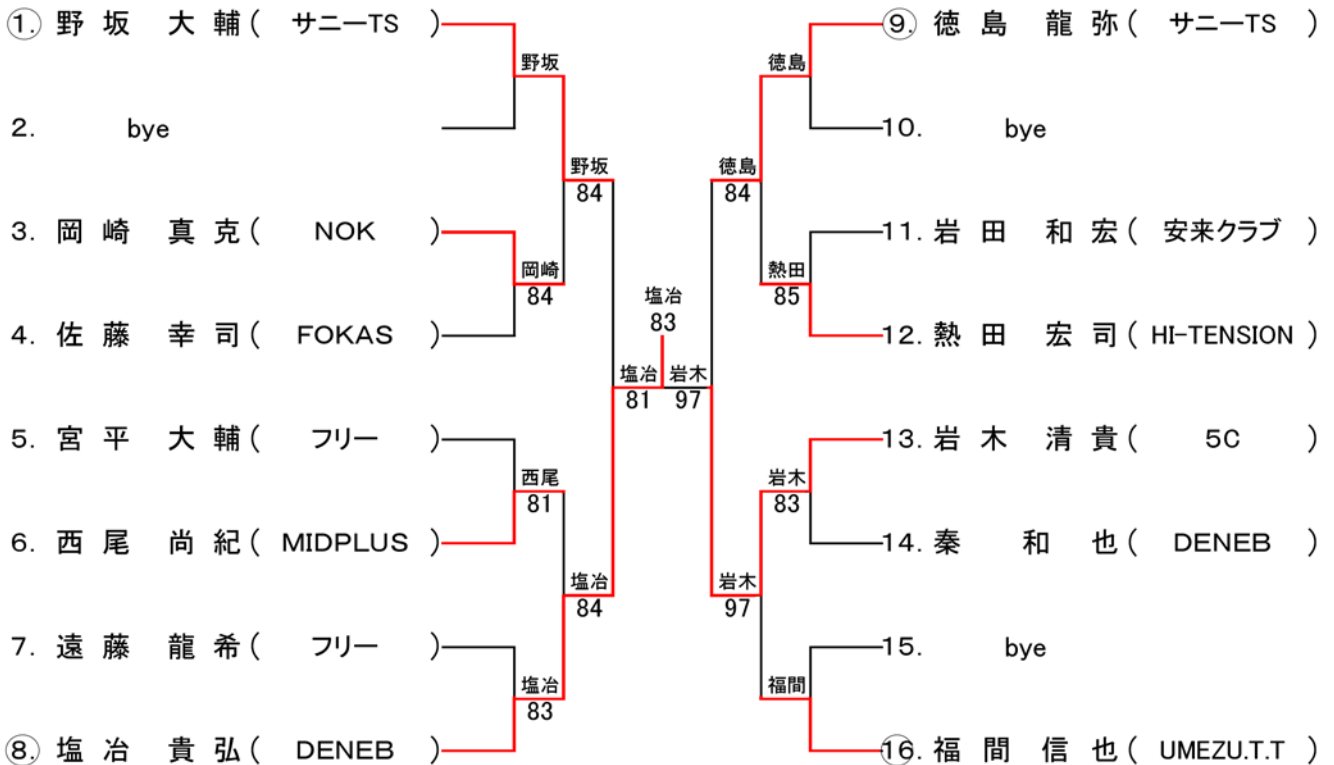 ①. 野坂 大輔( サニーTS )
2. bye
3. 岡崎 真克( NOK )
4. 佐藤 幸司( FOKAS )
5. 宮平 大輔( フリー )
6. 西尾 尚紀( MIDPLUS )
7. 遠藤 龍希( フリー )
⑧. 塩冶 貴弘( DENEB )
野坂
岡崎
84
西尾
81
塩冶
83
野坂
84
塩冶
84
塩冶
81
塩冶
83
岩木
97
徳島
84
岩木
97
徳島
熱田
85
岩木
83
福間
⑨. 徳島 龍弥( サニーTS )
10. bye
11. 岩田 和宏( 安来クラブ )
12. 熱田 宏司( HI-TENSION )
13. 岩木 清貴( 5C )
14. 秦 和也( DENEB )
15. bye
⑯. 福間 信也( UMEZU.T.T )